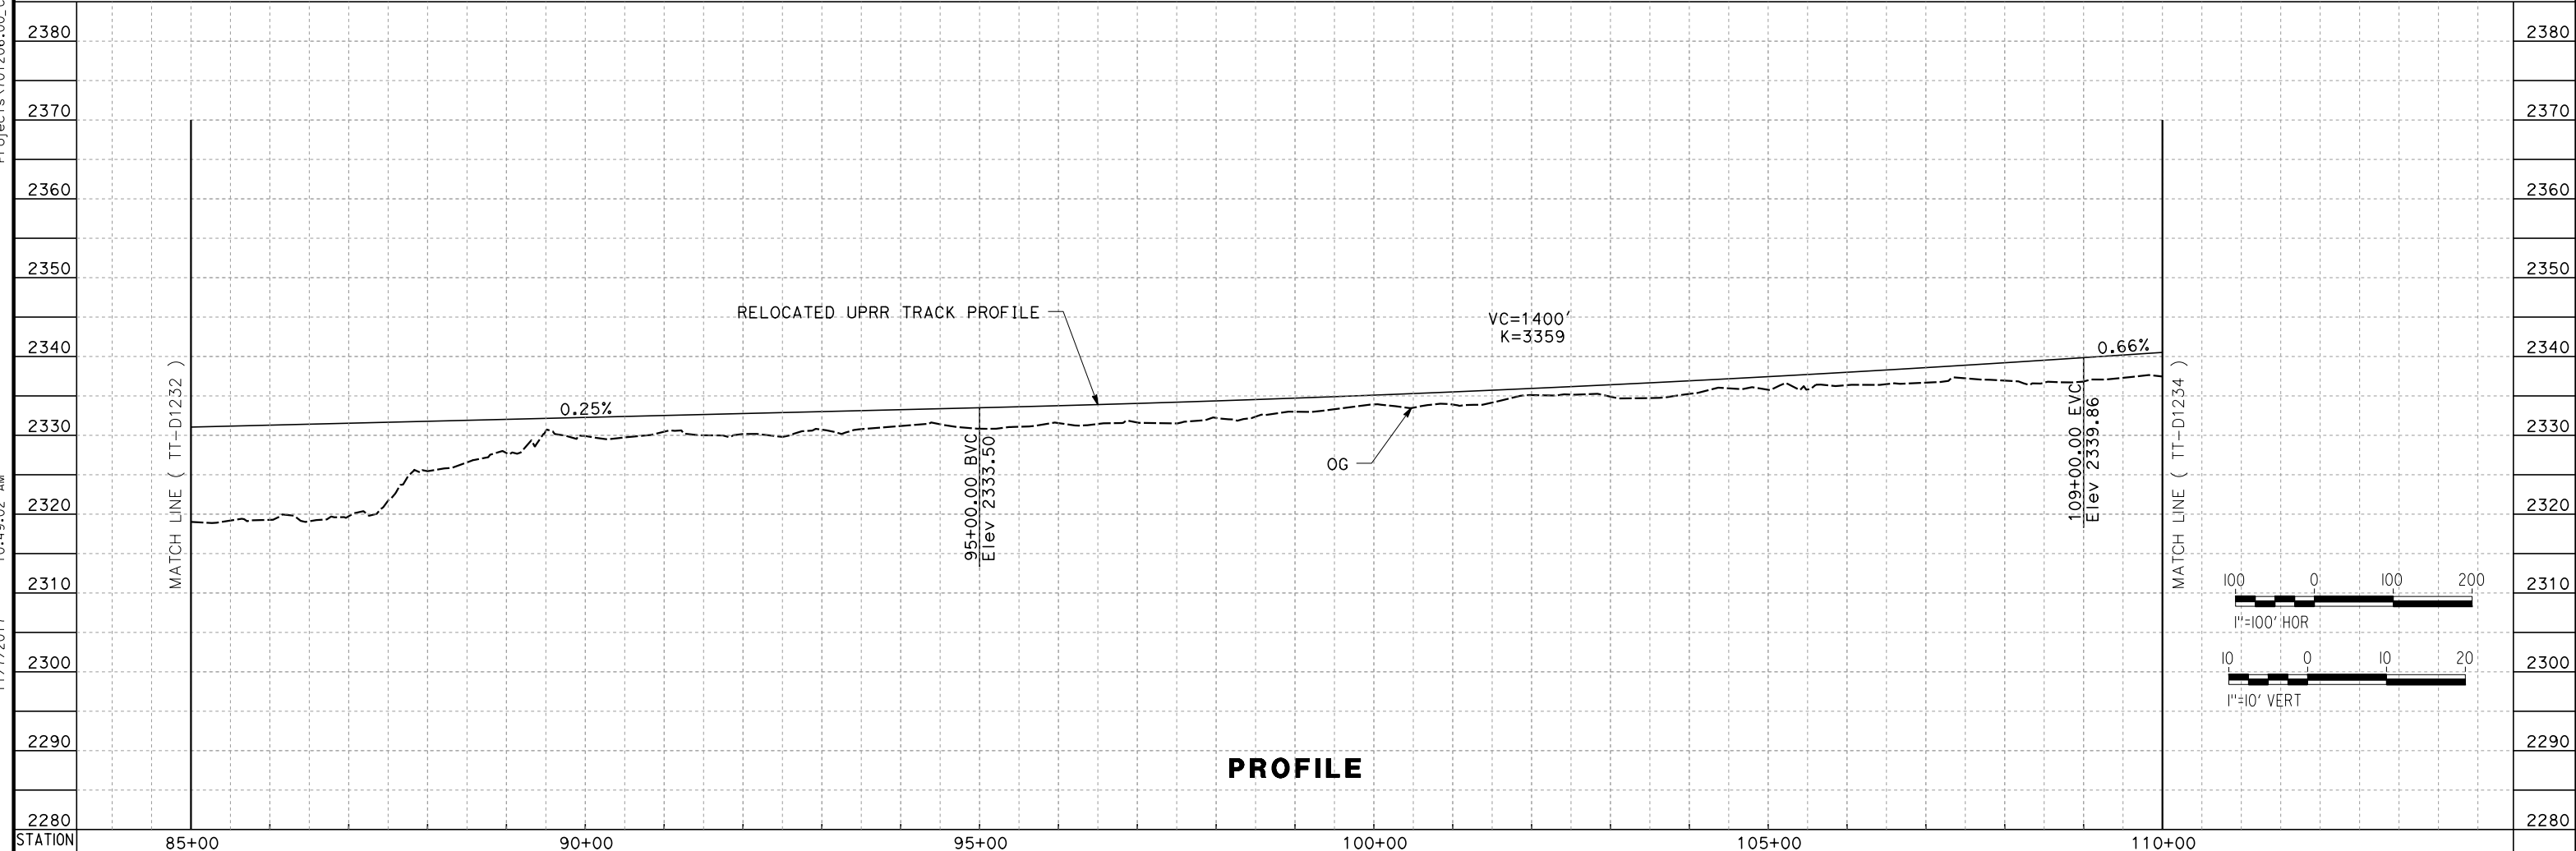 2380 2380
2370 2370
2360 2360
2350 2350
RELOCATED UPRR TRACK PROFILE
VC=1400'
K=3359
2340 2340
0.66%
0.25%
2330 2330
OG
MATCH LINE ( TT-D1232 )
95+00.00 BVC
Elev 2333.50
109+00.00 EVC
Elev 2339.86
MATCH LINE ( TT-D1234 )
2320 2320
2310 2310
100 0 100 200
1"=100' HOR
2300 2300
10 0 10 20
1"=10' VERT
2290 2290
PROFILE
2280 2280
STATION 85+00 90+00 95+00 100+00 105+00 110+00